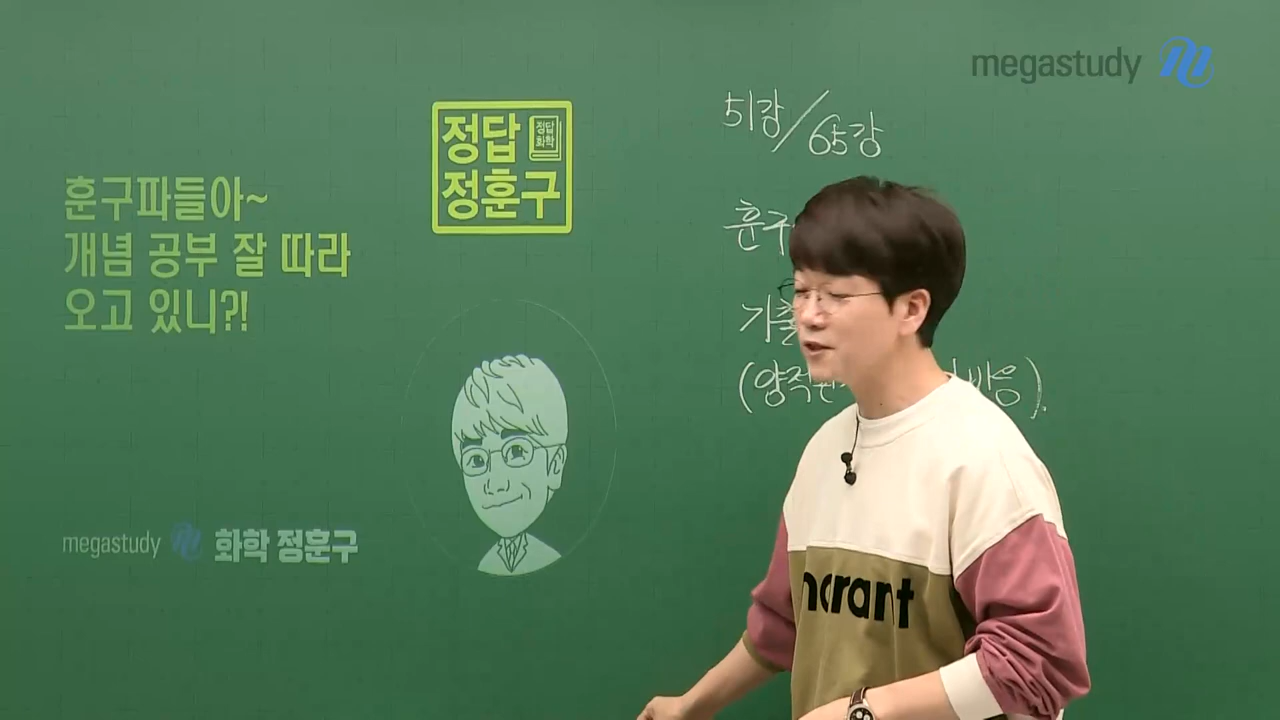 megastudy
정답
정답
화학
정훈구
훈구파들아~
개념 공부 잘 따라
오고 있니?!
51강/65강
훈구
기출
(양적관 반응).
megastudy 화학 정훈구